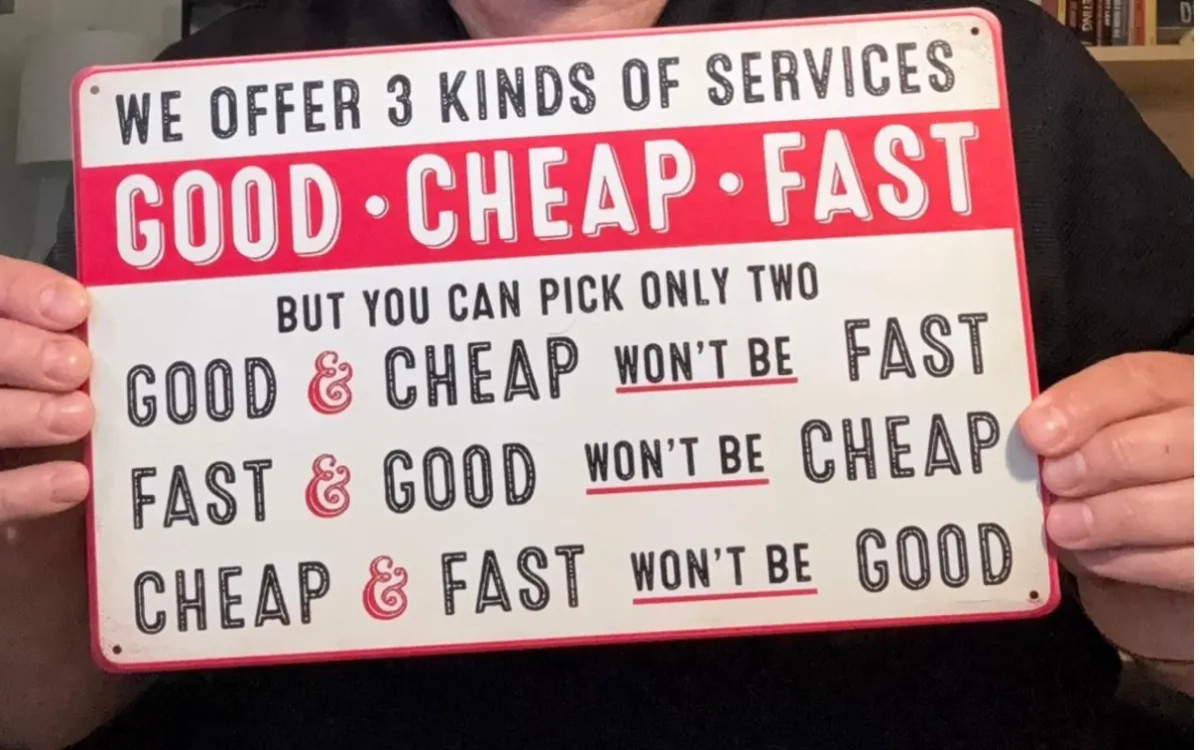 WE OFFER 3 KINDS OF SERVICES
GOOD · CHEAP · FAST
BUT YOU CAN PICK ONLY TWO
GOOD & CHEAP WON'T BE FAST
FAST & GOOD WON'T BE CHEAP
CHEAP & FAST WON'T BE GOOD